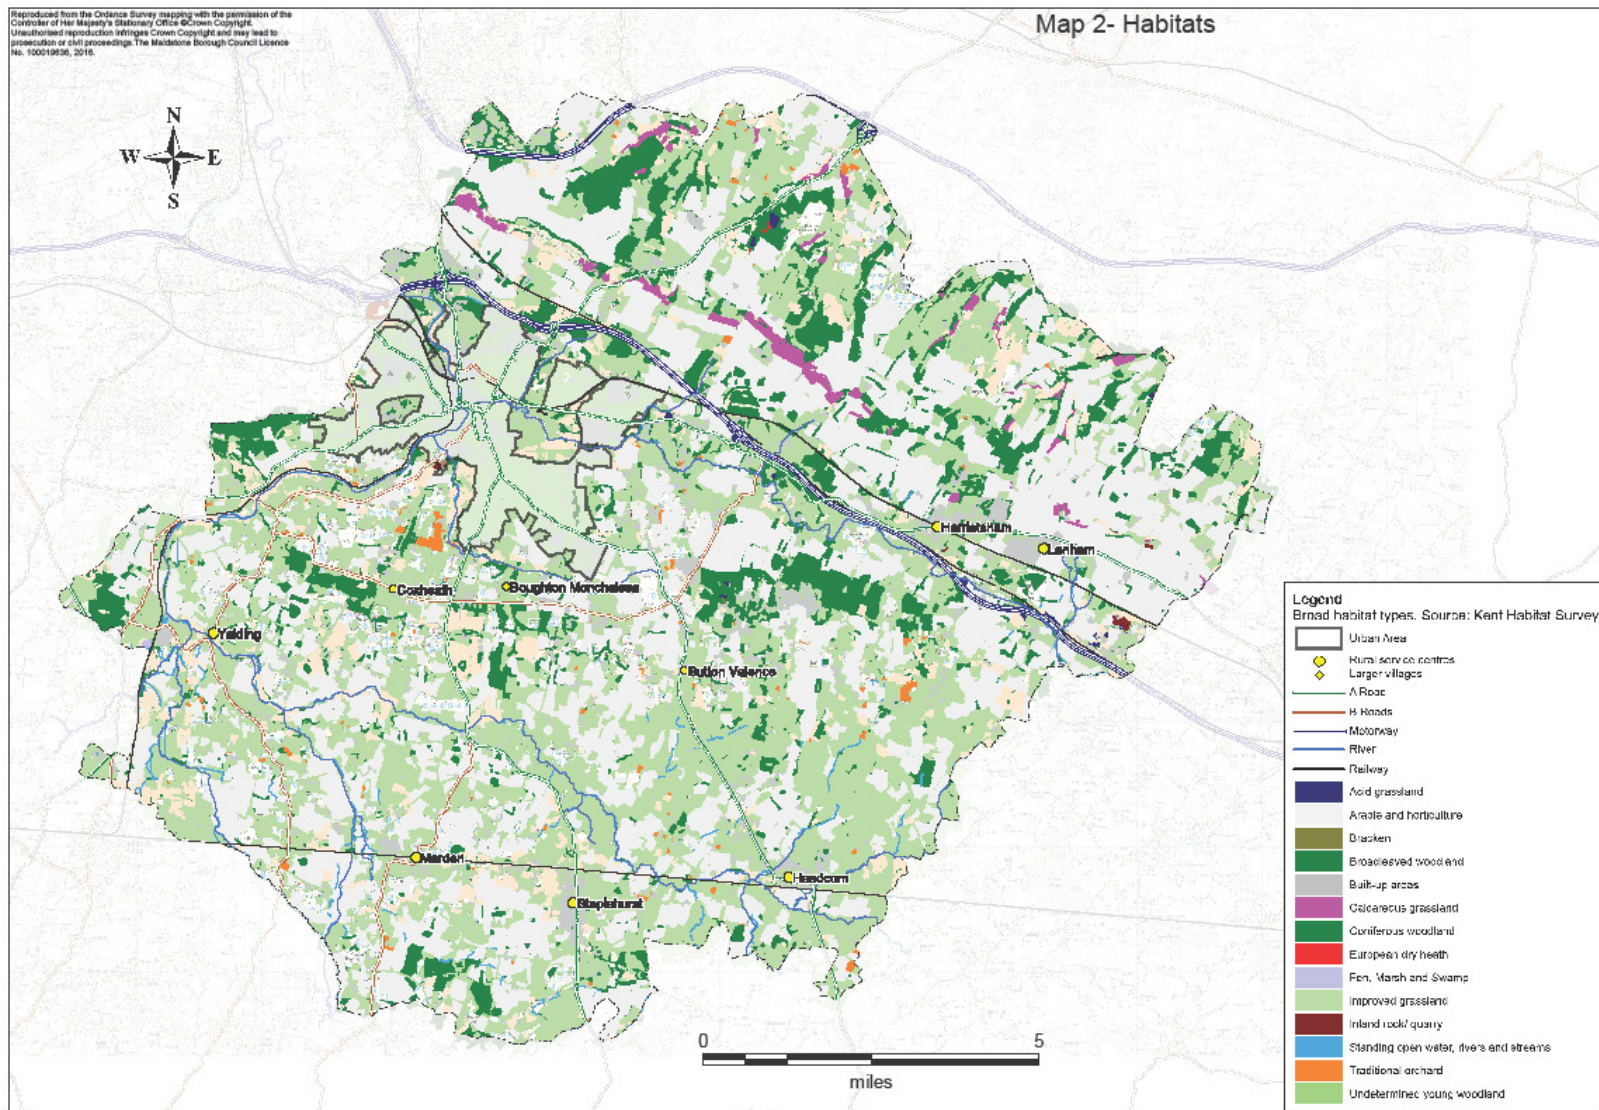 Reproduced from the Ordance Survey mapping with the permission of the
Controller of Her Majesty's Stationary Office ©Crown Copyright.
Unauthorised reproduction infringes Crown Copyright and may lead to
prosecution or civil proceedings. The Maidstone Borough Council Licence
No. 100019636, 2016.
Map 2- Habitats
N
W E
S
Harrietsham
Lenham
Coxheath
Boughton Monchelsea
Yalding
Sutton Valence
Marden
Headcorn
Staplehurst
0 5
miles
Legend
Broad habitat types. Source: Kent Habitat Survey
Urban Area
Rural service centres
Larger villages
A Road
B Roads
Motorway
River
Railway
Acid grassland
Arable and horticulture
Bracken
Broadleaved woodland
Built-up areas
Calcareous grassland
Coniferous woodland
European dry heath
Fen, Marsh and Swamp
Improved grassland
Inland rock/ quarry
Standing open water, rivers and streams
Traditional orchard
Undetermined young woodland